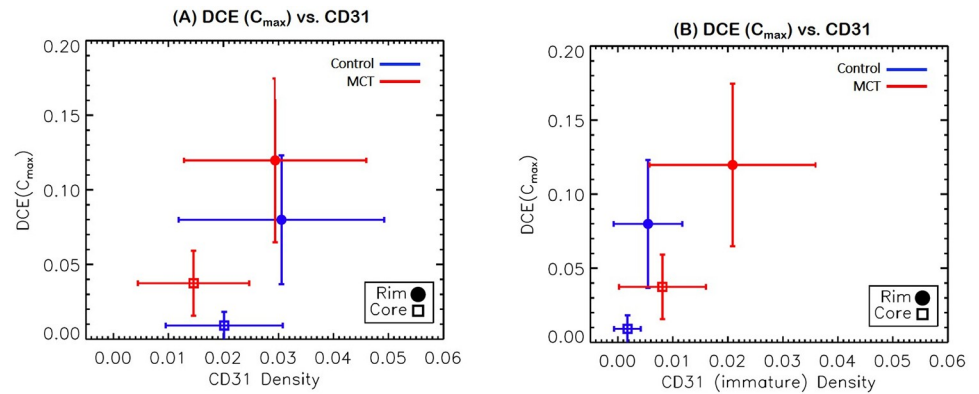 (A) DCE (Cmax) vs. CD31
0.20
0.15
0.10
0.05
0.00
DCE(Cmax)
Control
MCT
Rim
Core
0.00 0.01 0.02 0.03 0.04 0.05 0.06
CD31 Density
(B) DCE (Cmax) vs. CD31
0.20
0.15
0.10
0.05
0.00
DCE(Cmax)
Control
MCT
Rim
Core
0.00 0.01 0.02 0.03 0.04 0.05 0.06
CD31 (immature) Density